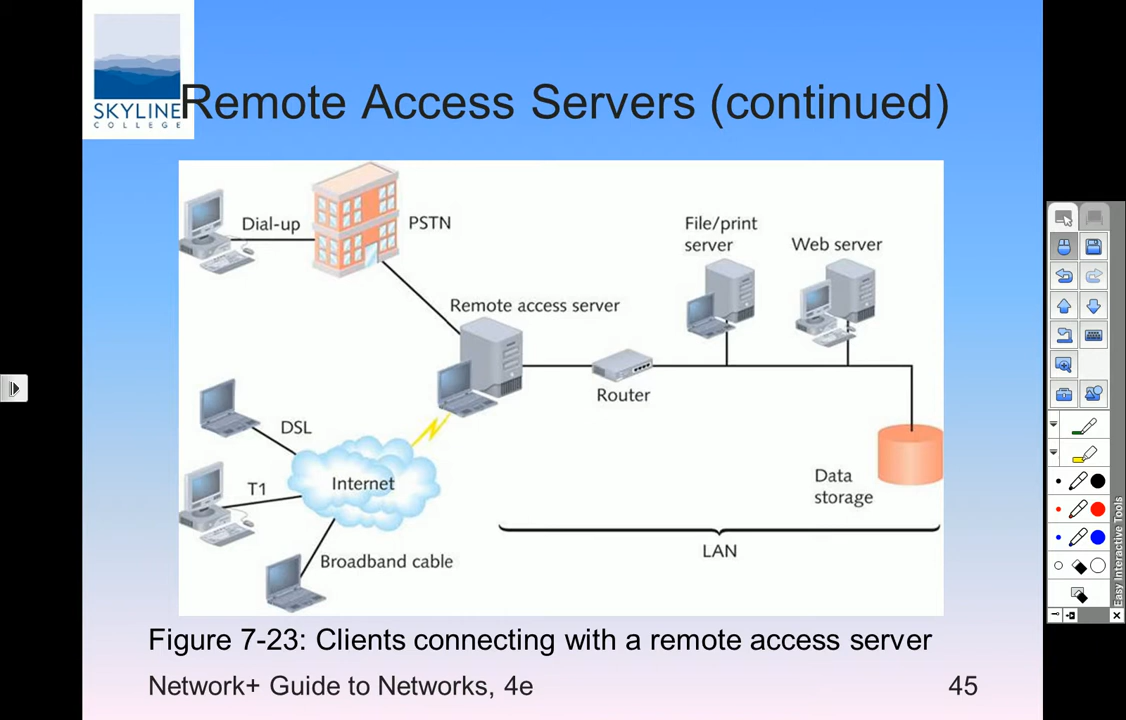 SKYLINE
COLLEGE
Remote Access Servers (continued)
Dial-up
PSTN
File/print
server
Web server
Remote access server
Router
DSL
Internet
T1
Data
storage
LAN
Broadband cable
Figure 7-23: Clients connecting with a remote access server
Network+ Guide to Networks, 4e
45
Easy Interactive Tools